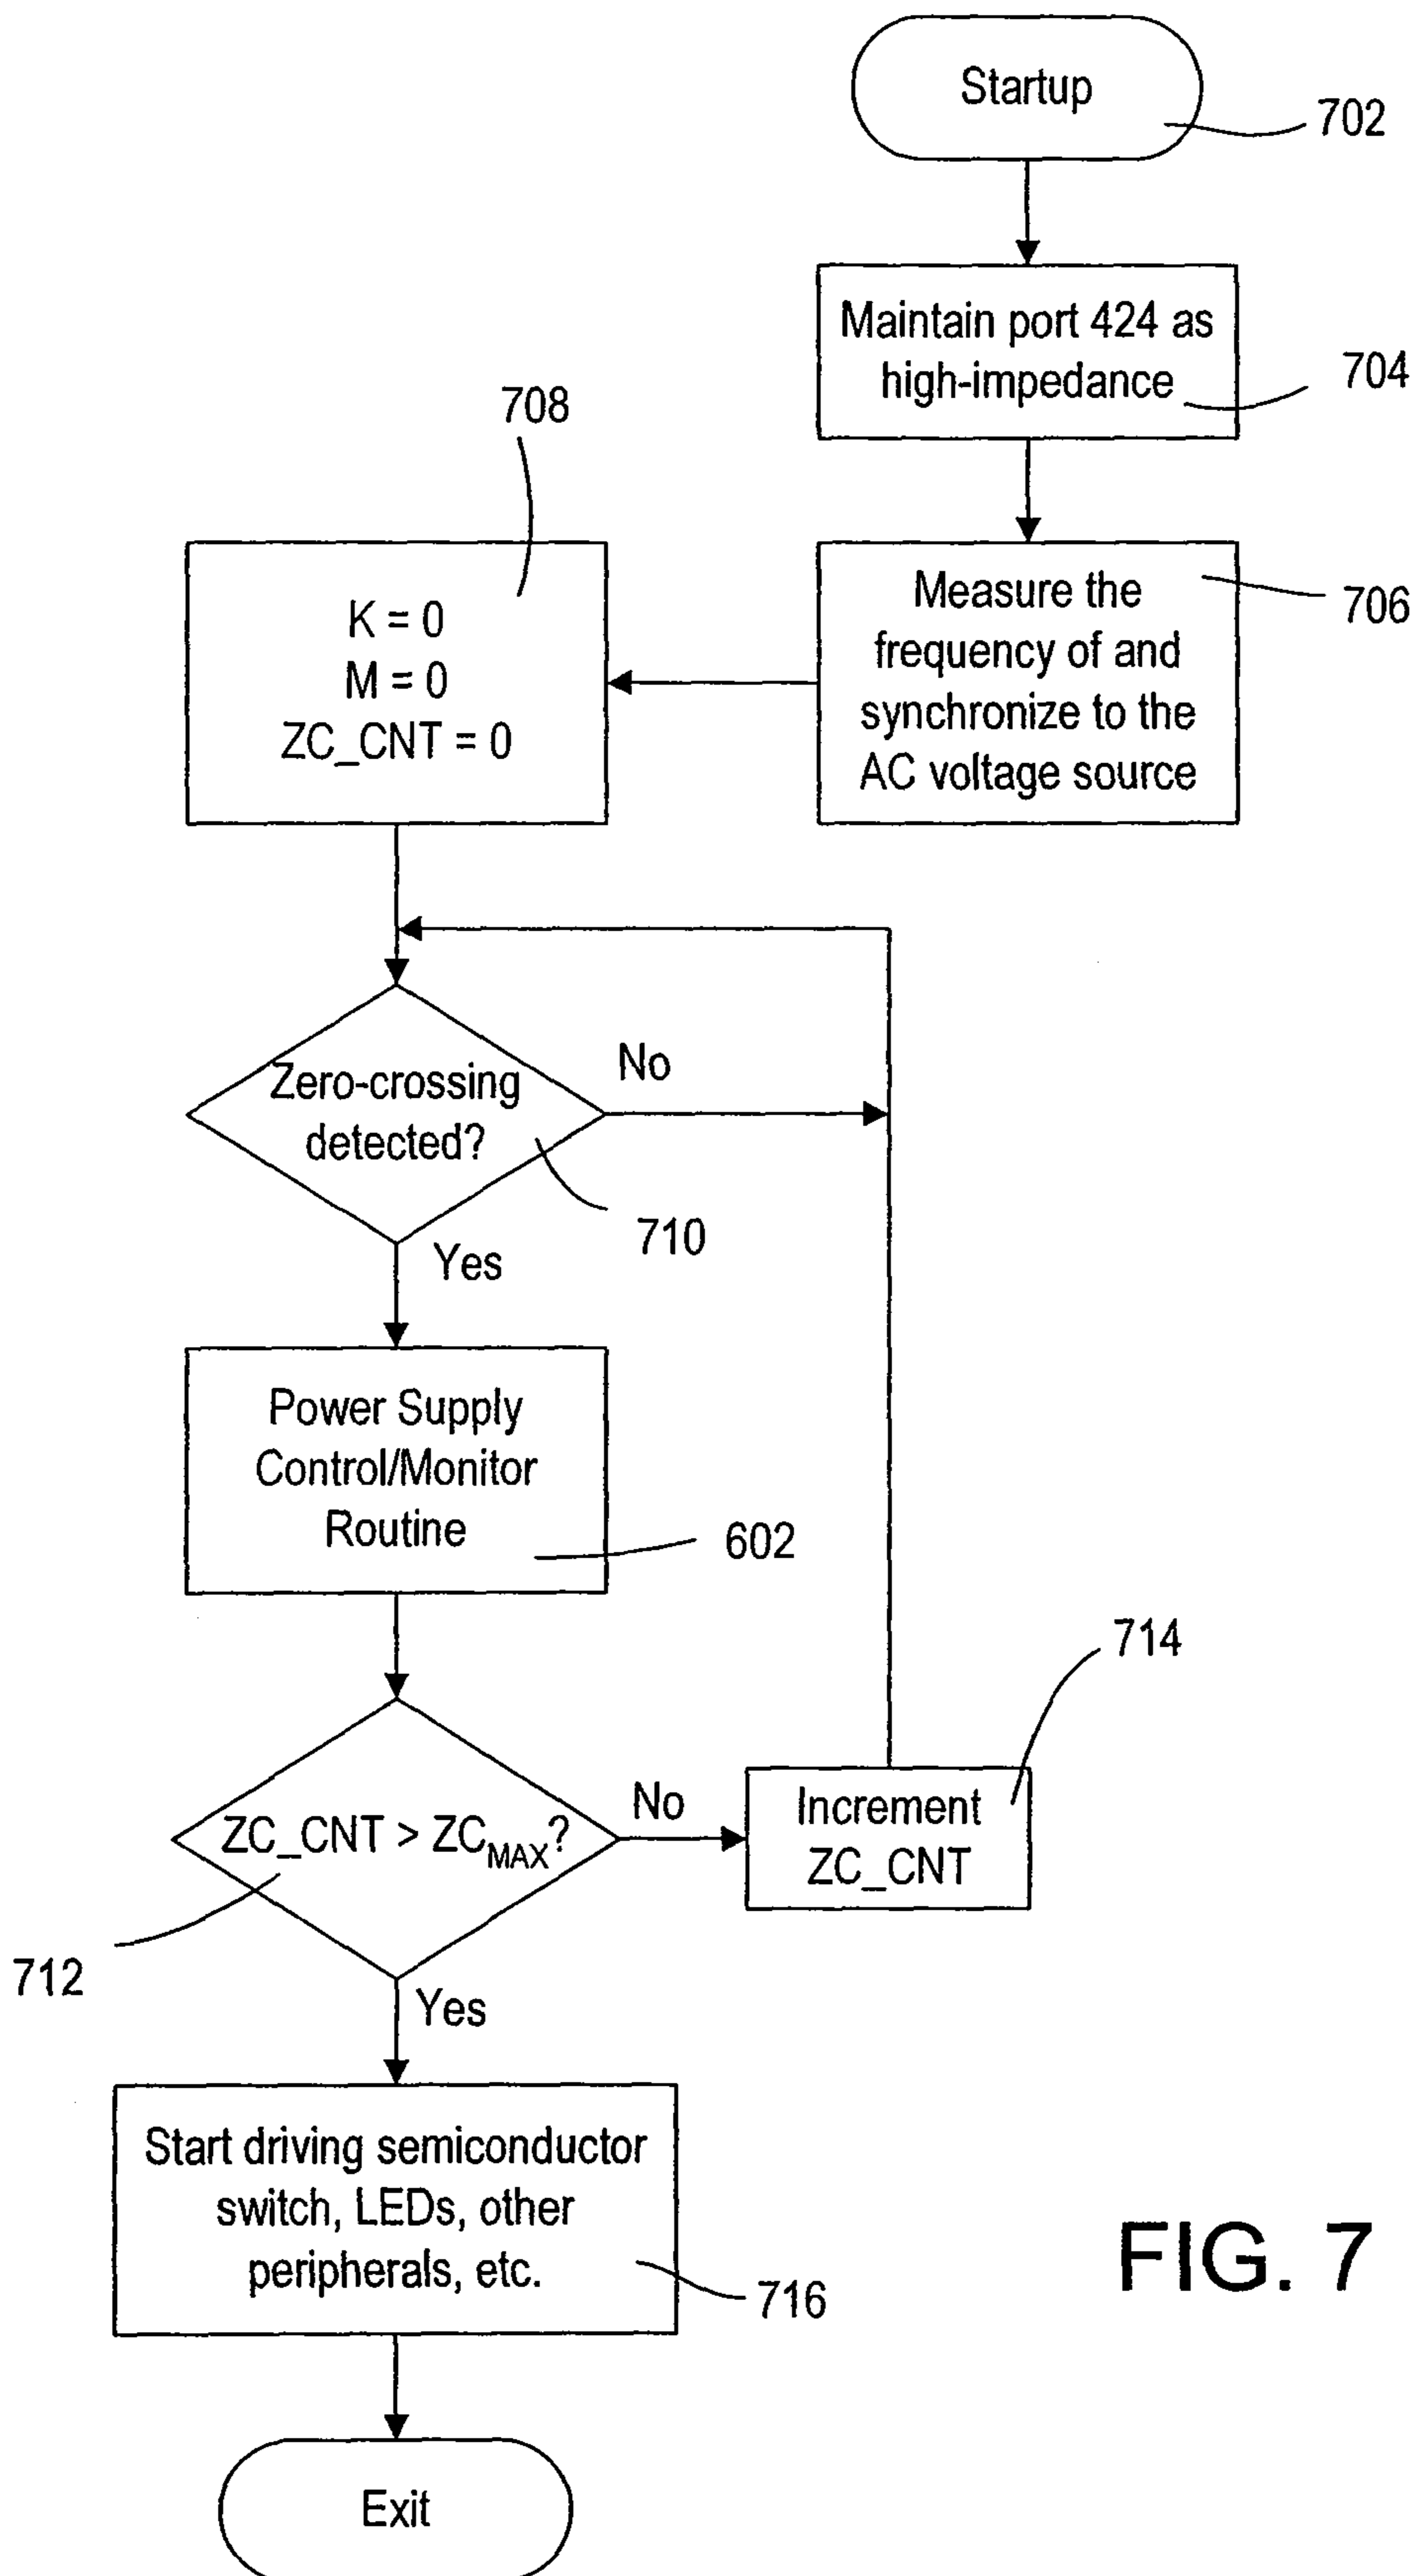 Startup
702
Maintain port 424 as
high-impedance
704
708
K = 0
M = 0
ZC_CNT = 0
Measure the
frequency of and
synchronize to the
AC voltage source
706
Zero-crossing
detected?
No
710
Yes
Power Supply
Control/Monitor
Routine
602
714
ZC_CNT > ZCMAX?
No
Increment
ZC_CNT
712
Yes
Start driving semiconductor
switch, LEDs, other
peripherals, etc.
716
FIG. 7
Exit